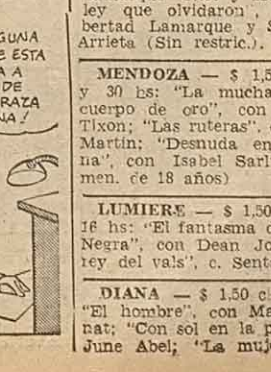 GUNA
E ESTA
A A
DE
RAZA
NA!
ley que olvidaron",
bertad Lamarque y S
Arrieta (Sin restric.).
MENDOZA — $ 1,5
y 30 hs: "La mucha
cuerpo de oro", con
Tixon; "Las ruteras".
Martín; "Desnuda en
na", con Isabel Sarl
men. de 18 años)
LUMIERE — $ 1,50
16 hs: "El fantasma d
Negra", con Dean Jo
rey del vals", c. Sent
DIANA — $ 1.50 c
"El hombre", con Ma
nat; "Con sol en la p
June Abel; "La muj